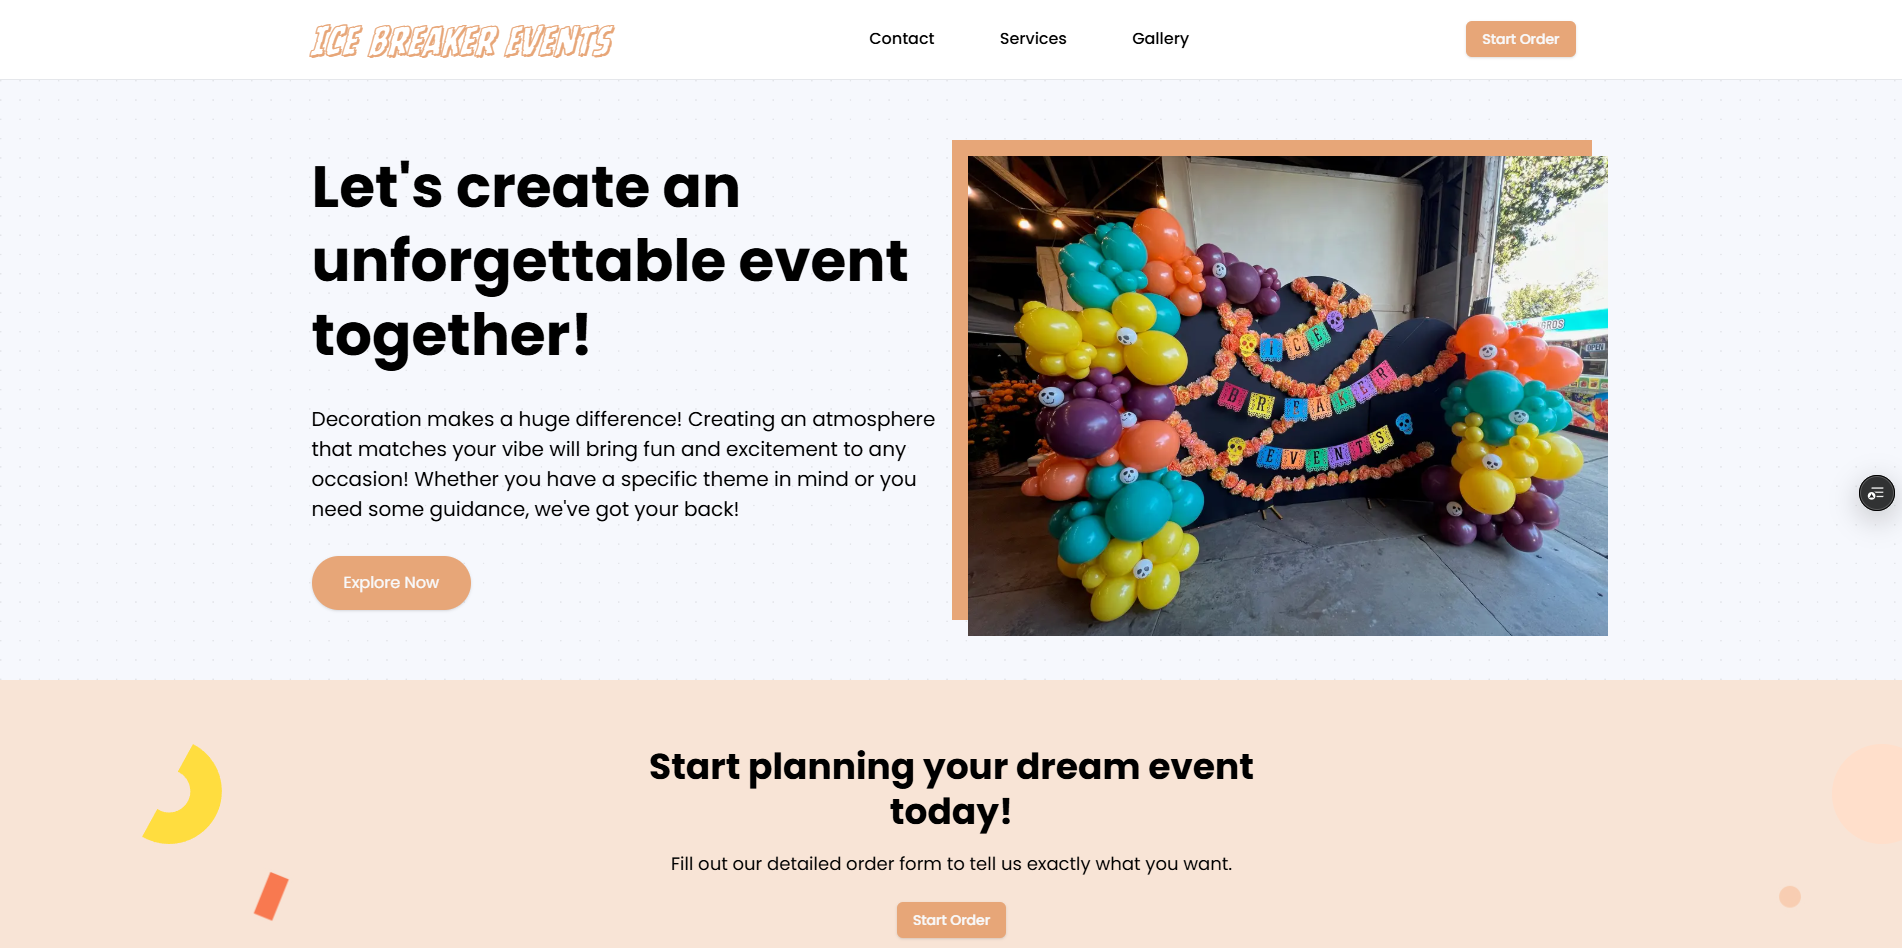 ICE BREAKER EVENTS
Contact
Services
Gallery
Start Order
Let's create an
unforgettable event
together!
Decoration makes a huge difference! Creating an atmosphere
that matches your vibe will bring fun and excitement to any
occasion! Whether you have a specific theme in mind or you
need some guidance, we've got your back!
Explore Now
ICE
BREAKER
EVENTS
OPEN
Start planning your dream event
today!
Fill out our detailed order form to tell us exactly what you want.
Start Order